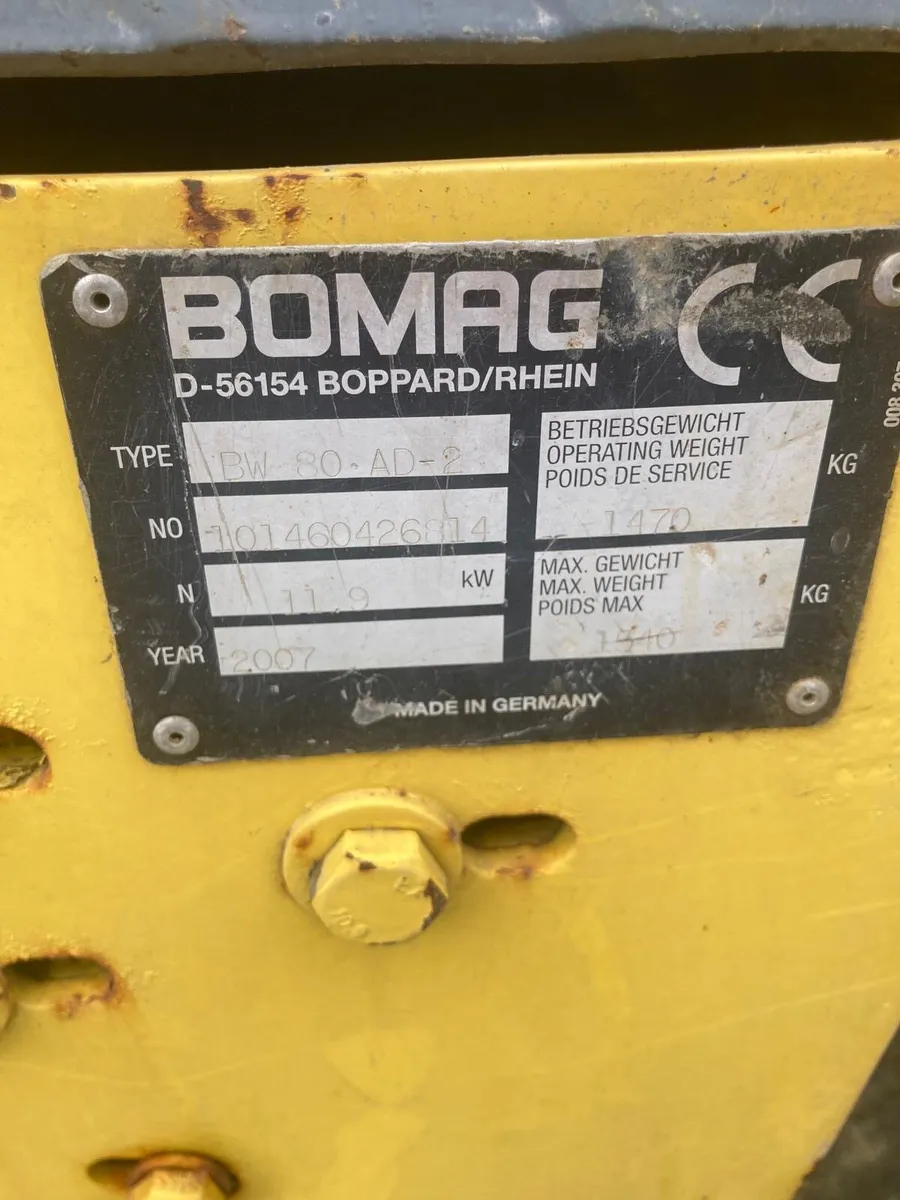 BOMAG
CE
D-56154 BOPPARD/RHEIN
TYPE BW 80 AD-2
NO 101460426814
N 11.9 kW
YEAR 2007
BETRIEBSGEWICHT
OPERATING WEIGHT
POIDS DE SERVICE
1470 KG
MAX. GEWICHT
MAX. WEIGHT
POIDS MAX
KG
MADE IN GERMANY